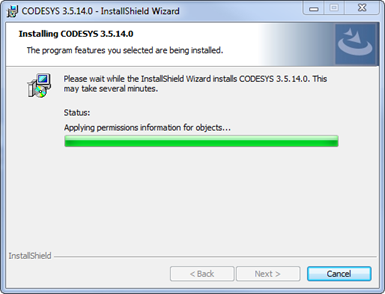 CODESYS 3.5.14.0 - InstallShield Wizard
Installing CODESYS 3.5.14.0
The program features you selected are being installed.
Please wait while the InstallShield Wizard installs CODESYS 3.5.14.0. This
may take several minutes.
Status:
Applying permissions information for objects...
InstallShield
< Back
Next >
Cancel